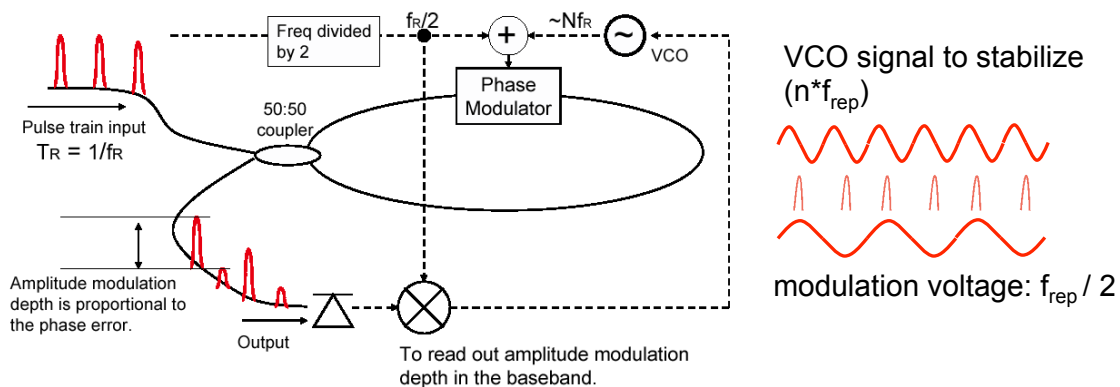 Freq divided
by 2
fR/2
~NfR
+
~
VCO
Phase
Modulator
50:50
coupler
Pulse train input
TR = 1/fR
Amplitude modulation
depth is proportional to
the phase error.
Output
To read out amplitude modulation
depth in the baseband.
VCO signal to stabilize
(n*frep)
modulation voltage: frep / 2